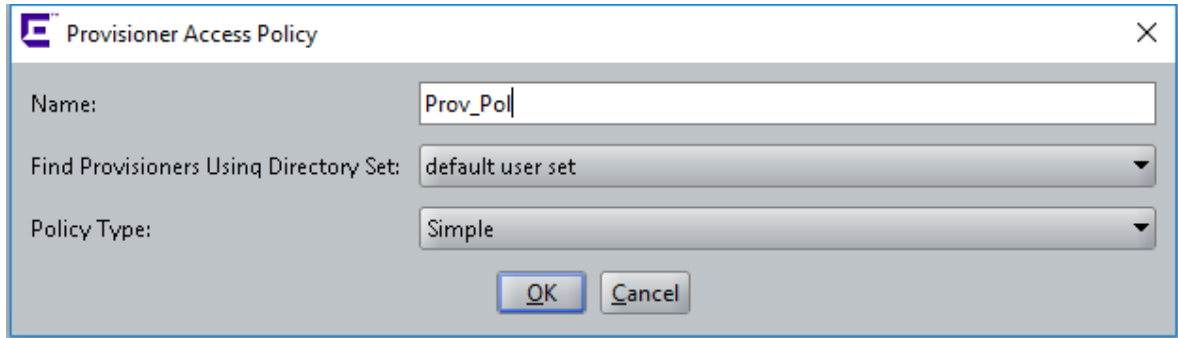 Provisioner Access Policy
Name: Prov_Pol
Find Provisioners Using Directory Set: default user set
Policy Type: Simple
OK Cancel